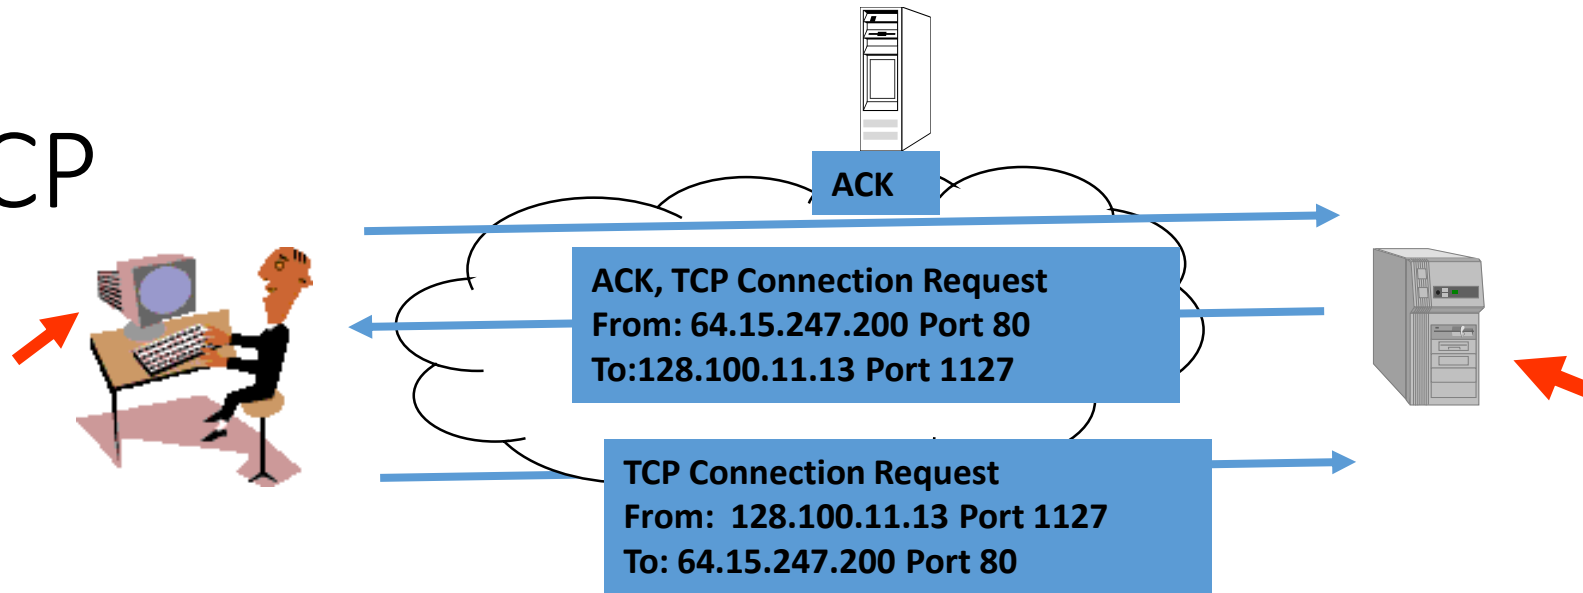 CP
ACK
ACK, TCP Connection Request
From: 64.15.247.200 Port 80
To:128.100.11.13 Port 1127
TCP Connection Request
From:  128.100.11.13 Port 1127
To: 64.15.247.200 Port 80